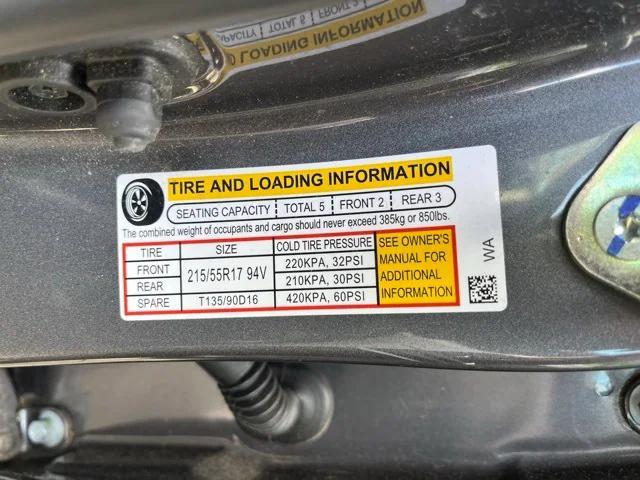 TIRE AND LOADING INFORMATION
SEATING CAPACITY TOTAL 5 FRONT 2 REAR 3
The combined weight of occupants and cargo should never exceed 385kg or 850lbs.
TIRE SIZE COLD TIRE PRESSURE
FRONT 215/55R17 94V 220KPA, 32PSI
REAR 210KPA, 30PSI
SPARE T135/90D16 420KPA, 60PSI
SEE OWNER'S
MANUAL FOR
ADDITIONAL
INFORMATION
WA